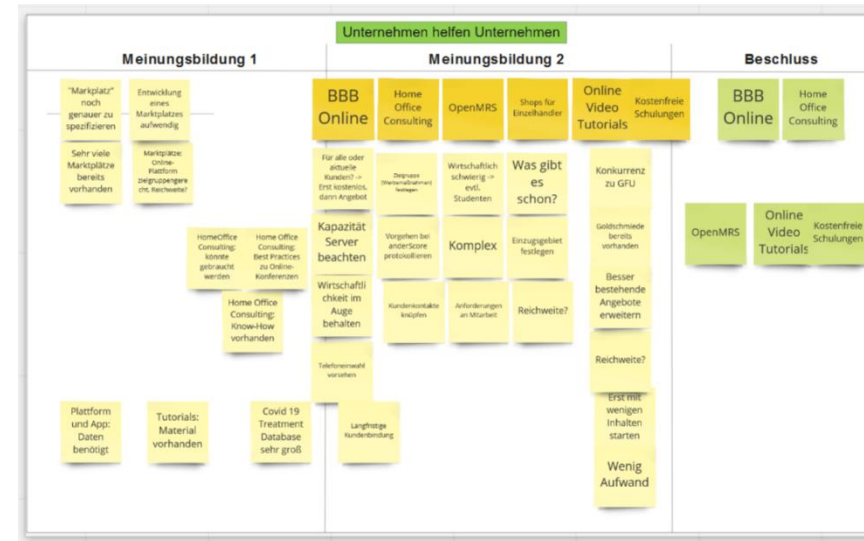 Unternehmen helfen Unternehmen
Meinungsbildung 1
Meinungsbildung 2
Beschluss
"Markplatz"
noch
genauer zu
spezifizieren
Entwicklung
eines
Marktplatzes
aufwendig
Sehr viele
Marktplätze
bereits
vorhanden
Marktplätze:
Online-
Plattform
zielgruppengere
cht, Reichweite?
HomeOffice
Consulting:
könnte
gebraucht
werden
Home Office
Consulting:
Best Practices
zu Online-
Konferenzen
Home Office
Consulting:
Know-How
vorhanden
Plattform
und App:
Daten
benötigt
Tutorials:
Material
vorhanden
Covid 19
Treatment
Database
sehr groß
BBB
Online
Home
Office
Consulting
OpenMRS
Shops für
Einzelhändler
Online
Video
Tutorials
Kostenfreie
Schulungen
Für alle oder
aktuelle
Kunden? ->
Erst kostenlos,
dann Angebot
Kapazität
Server
beachten
Wirtschaftli
chkeit im
Auge
behalten
Telefoneinwahl
vorsehen
Langfristige
Kundenbindung
Zielgruppe
(Werbemaßnahmen)
festlegen
Vorgehen bei
anderScore
protokollieren
Kundenkontakte
knüpfen
Wirtschaftlich
schwierig ->
evtl.
Studenten
Komplex
Anforderungen
an Mitarbeit
Was gibt
es
schon?
Einzugsgebiet
festlegen
Reichweite?
Konkurrenz
zu GFU
Goldschmiede
bereits
vorhanden
Besser
bestehende
Angebote
erweitern
Reichweite?
Erst mit
wenigen
Inhalten
starten
Wenig
Aufwand
BBB
Online
Home
Office
Consulting
OpenMRS
Online
Video
Tutorials
Kostenfreie
Schulungen